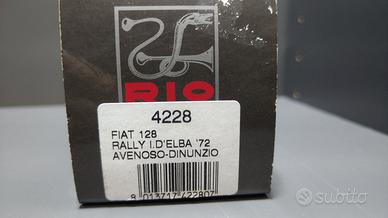 RIO
4228
FIAT 128
RALLY I.D'ELBA '72
AVENOSO-DINUNZIO
8 013717 422807
subito